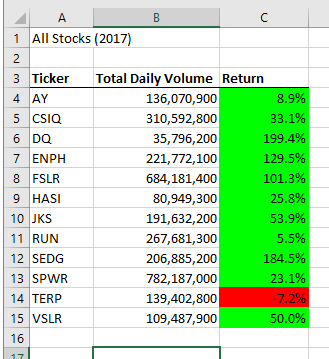 A B C
1 All Stocks (2017)
2
3 Ticker Total Daily Volume Return
4 AY 136,070,900 8.9%
5 CSIQ 310,592,800 33.1%
6 DQ 35,796,200 199.4%
7 ENPH 221,772,100 129.5%
8 FSLR 684,181,400 101.3%
9 HASI 80,949,300 25.8%
10 JKS 191,632,200 53.9%
11 RUN 267,681,300 5.5%
12 SEDG 206,885,200 184.5%
13 SPWR 782,187,000 23.1%
14 TERP 139,402,800 -7.2%
15 VSLR 109,487,900 50.0%
16
17